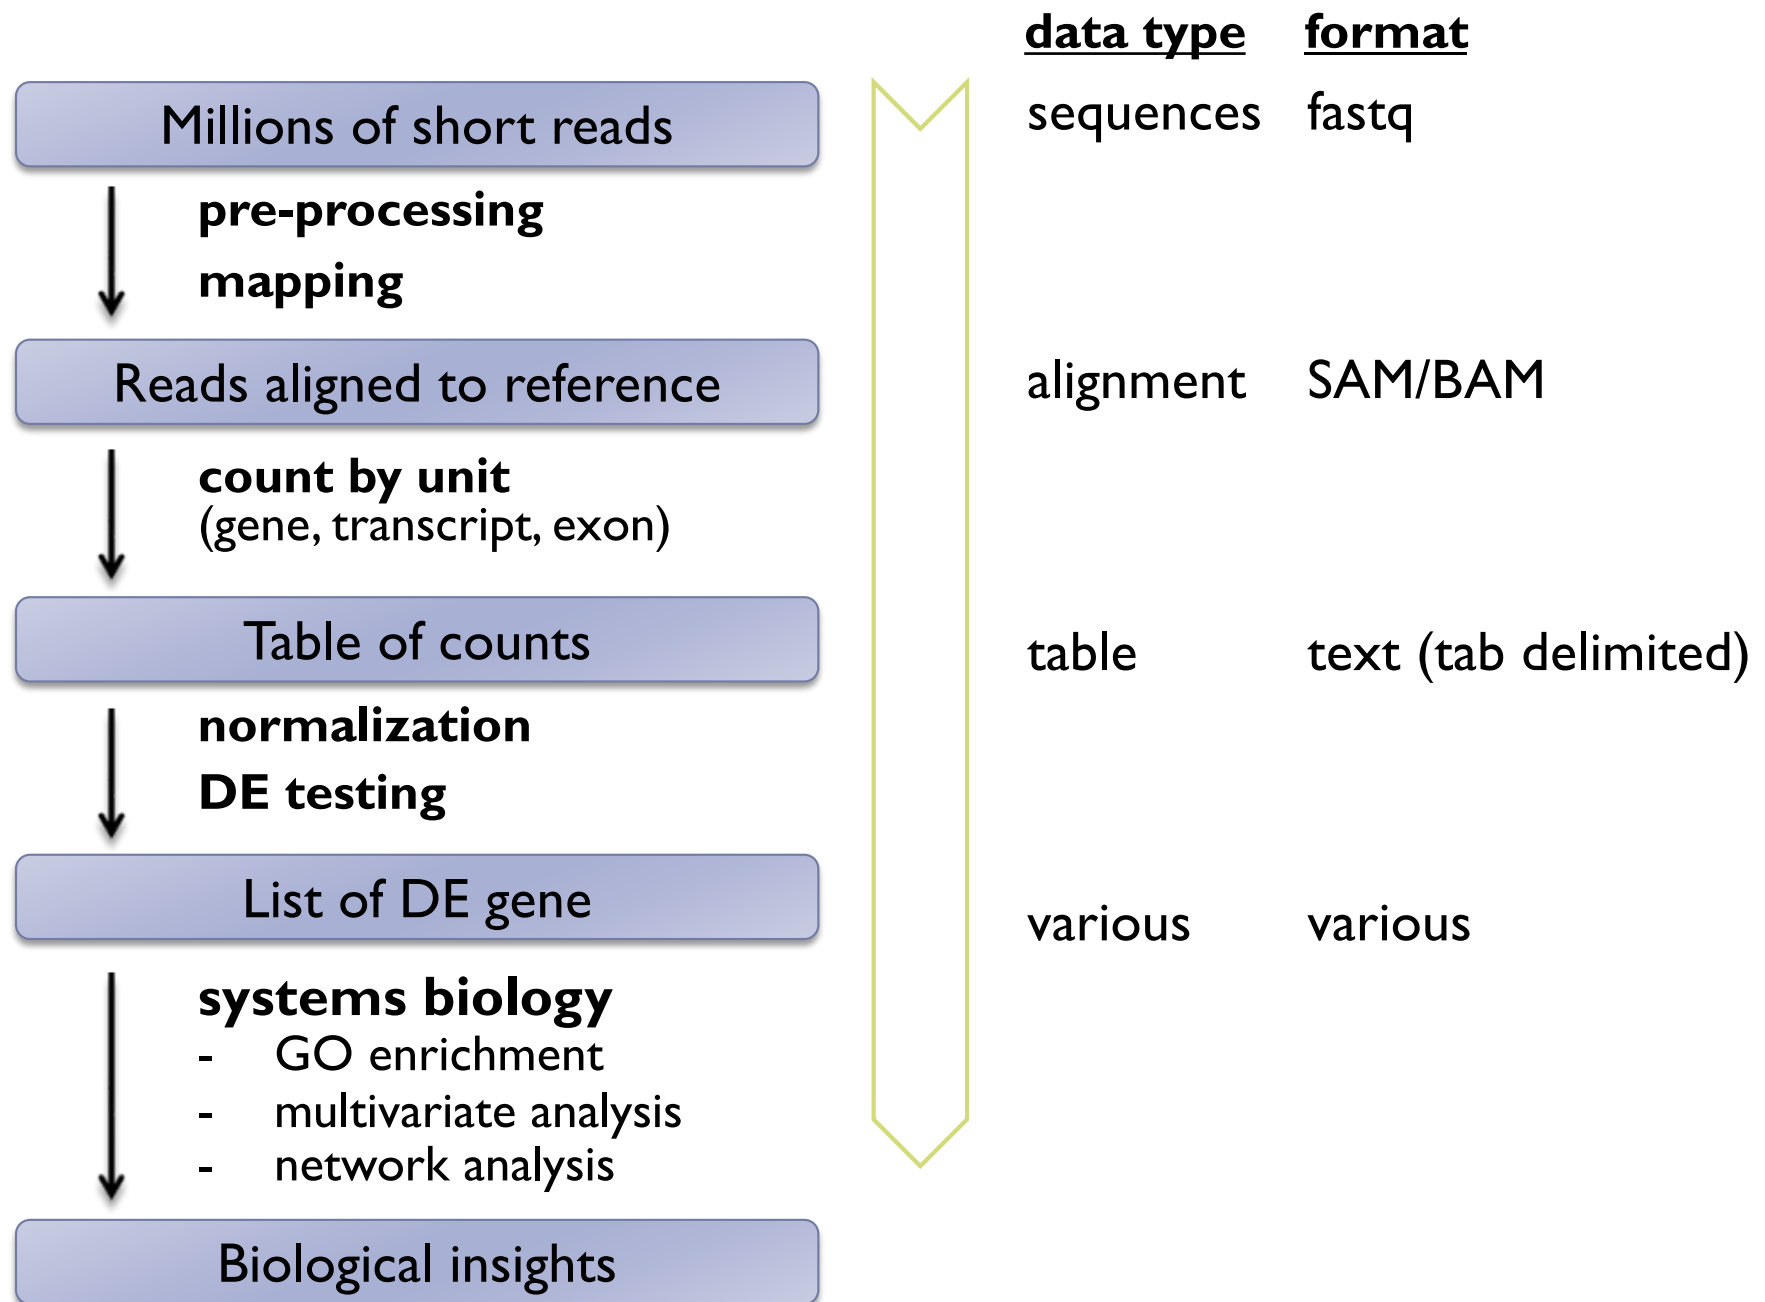 data type format
Millions of short reads
sequences fastq
pre-processing
mapping
Reads aligned to reference
alignment SAM/BAM
count by unit
(gene, transcript, exon)
Table of counts
table text (tab delimited)
normalization
DE testing
List of DE gene
various various
systems biology
- GO enrichment
- multivariate analysis
- network analysis
Biological insights